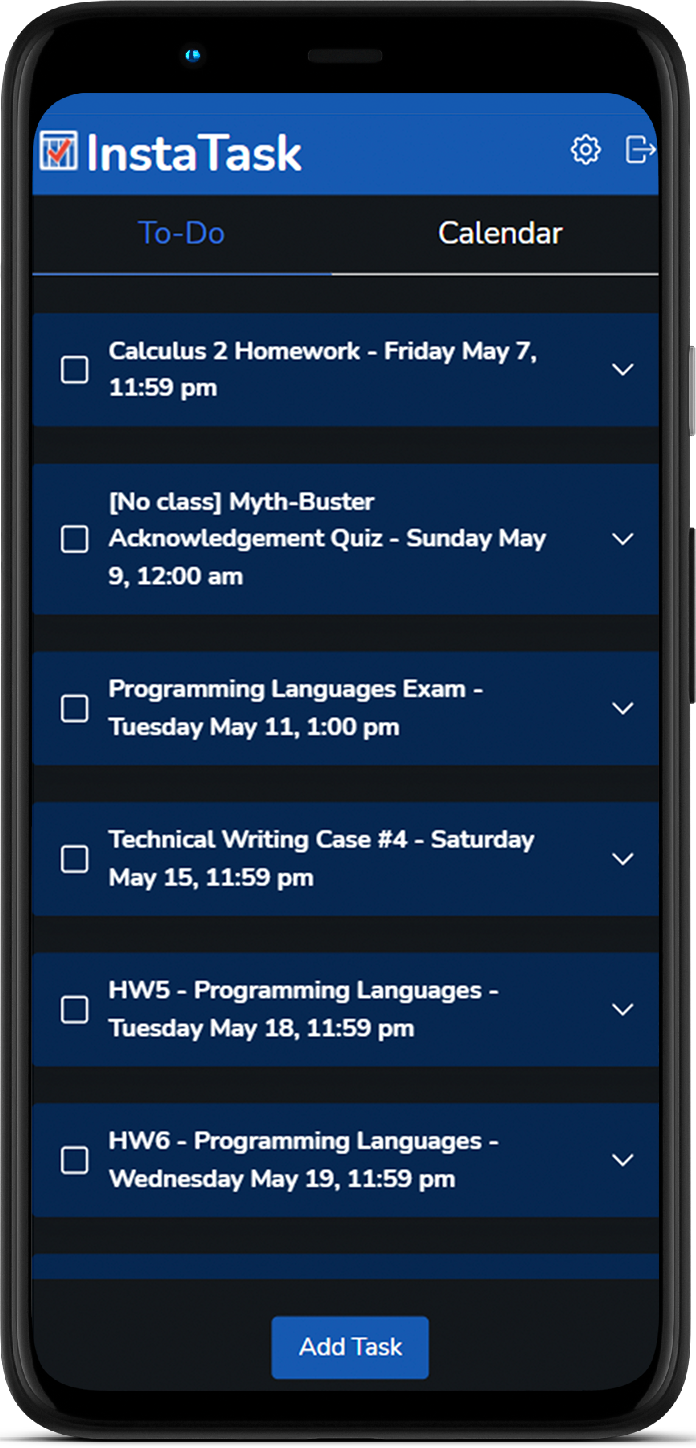 InstaTask
To-Do
Calendar
Calculus 2 Homework - Friday May 7,
11:59 pm
[No class] Myth-Buster
Acknowledgement Quiz - Sunday May
9, 12:00 am
Programming Languages Exam -
Tuesday May 11, 1:00 pm
Technical Writing Case #4 - Saturday
May 15, 11:59 pm
HW5 - Programming Languages -
Tuesday May 18, 11:59 pm
HW6 - Programming Languages -
Wednesday May 19, 11:59 pm
Add Task